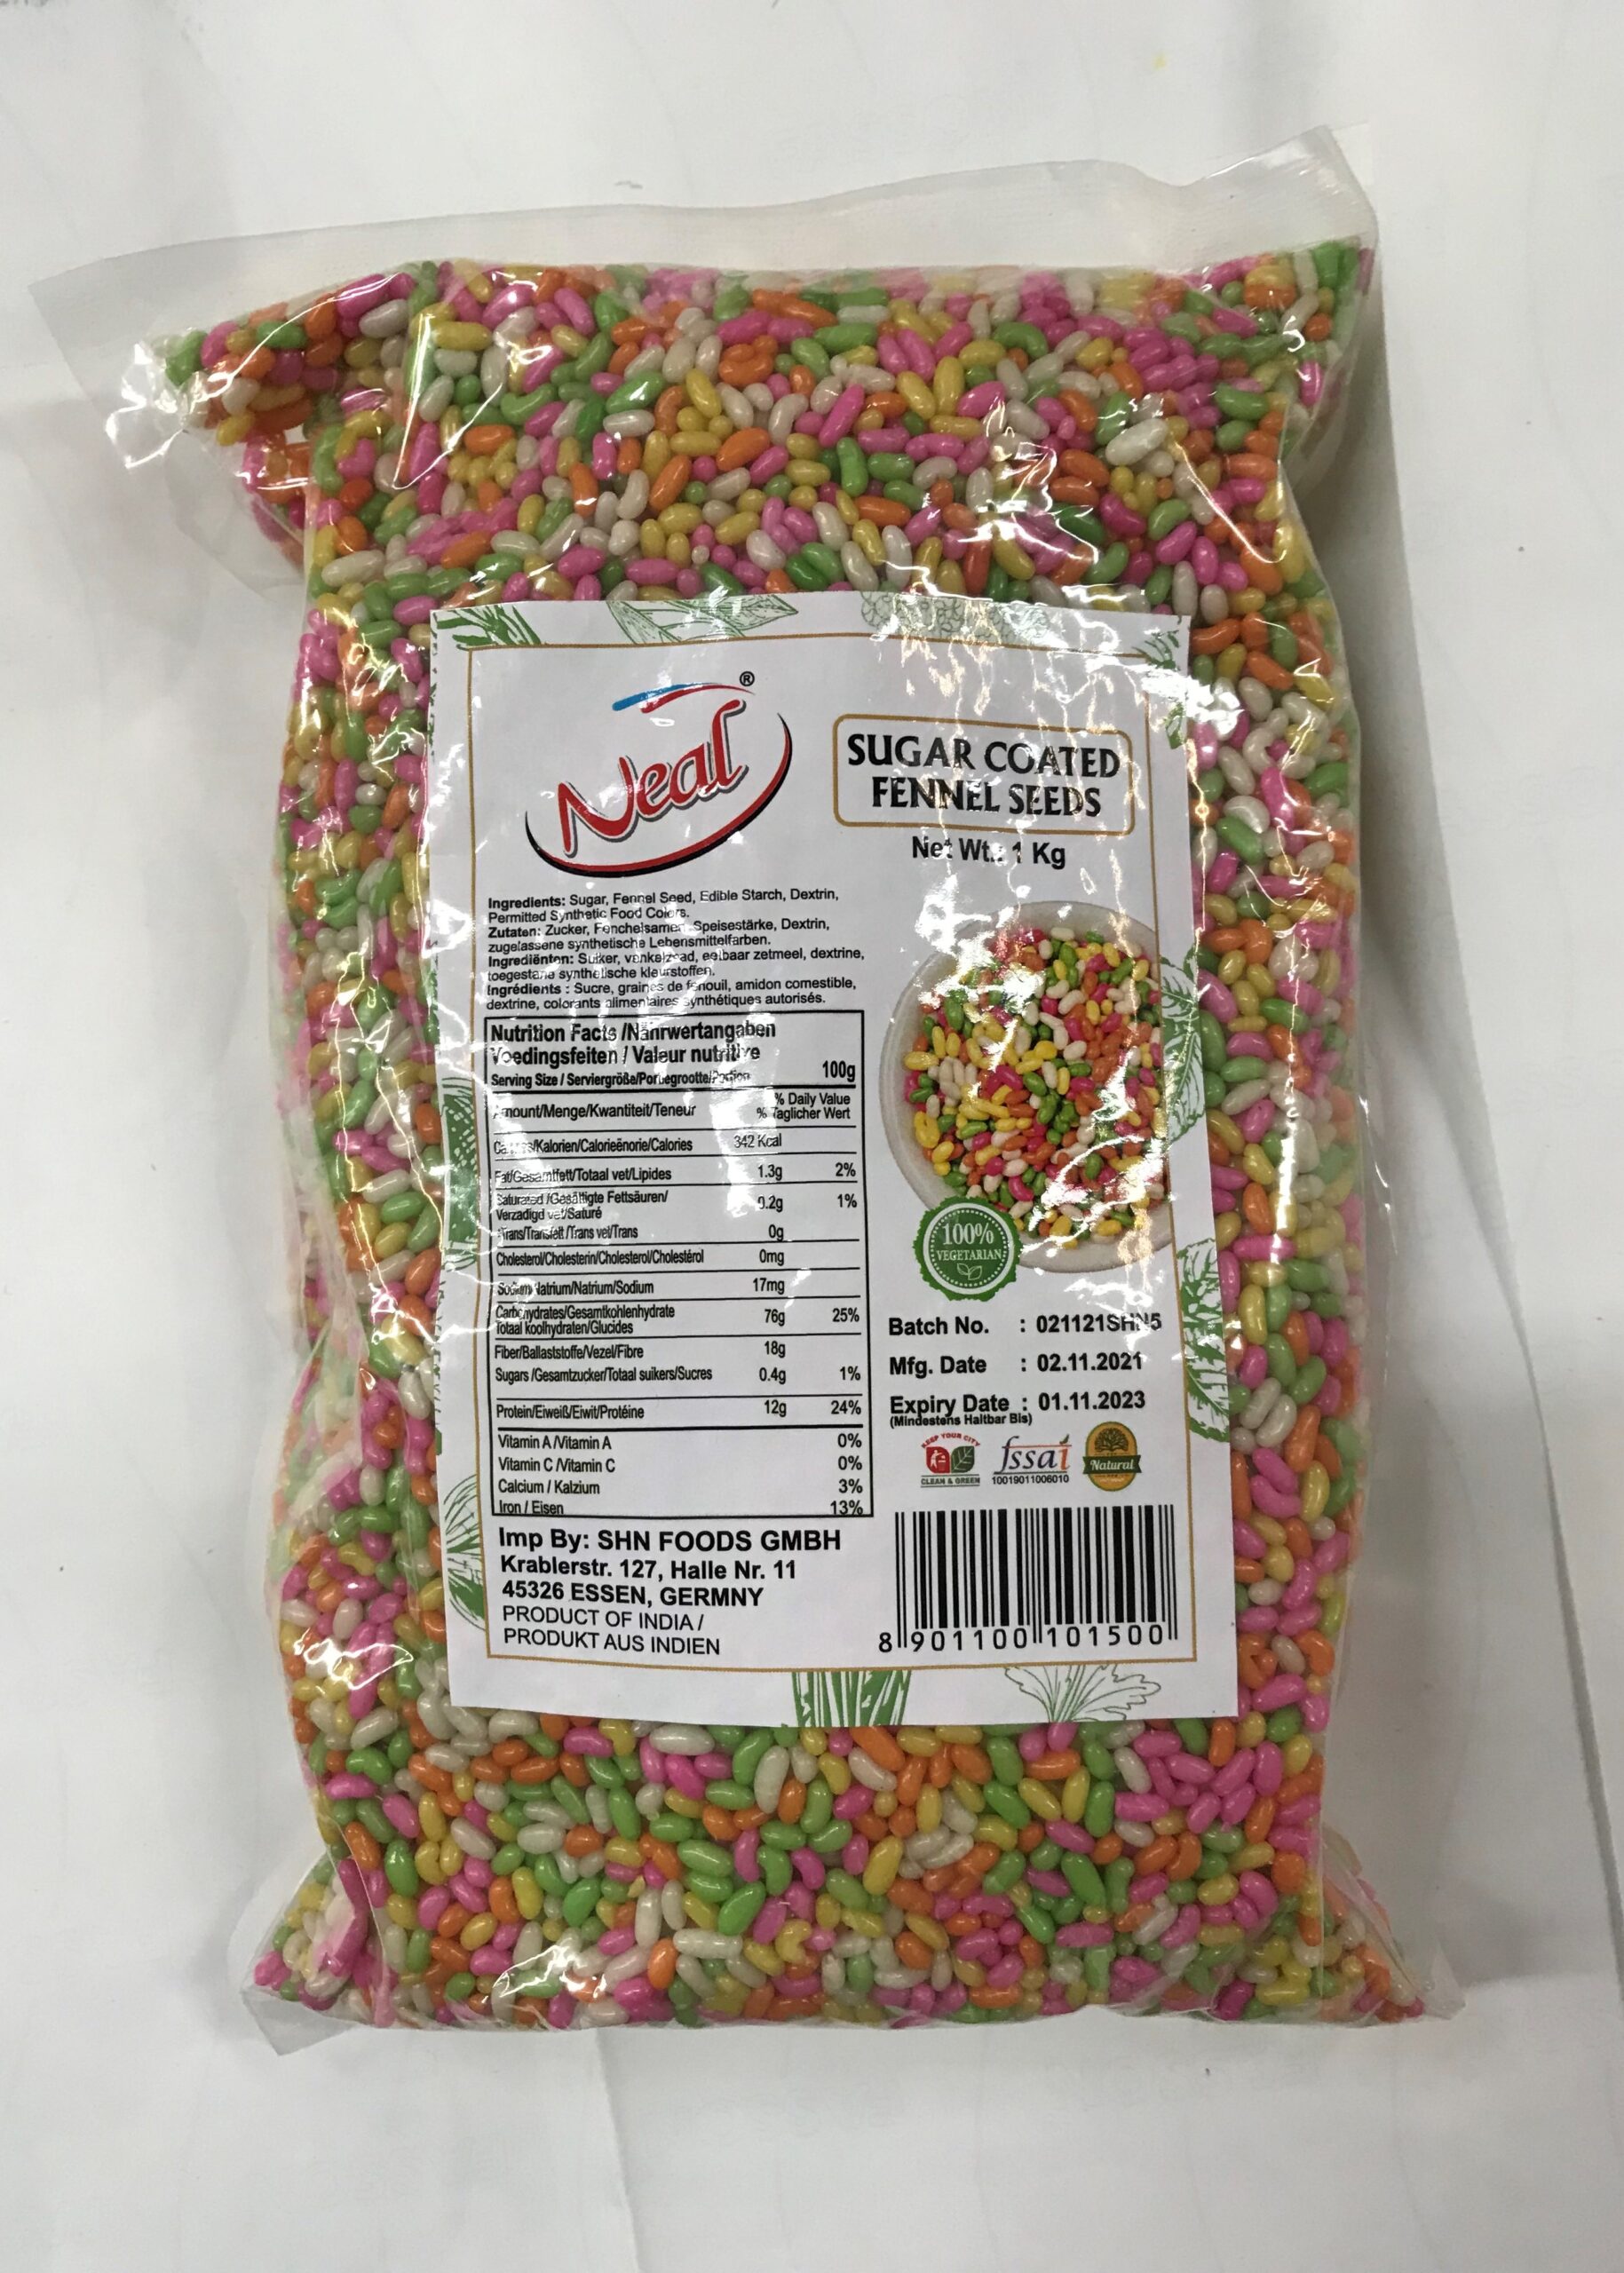 Neal®
SUGAR COATED
FENNEL SEEDS
Net Wt.: 1 Kg
Ingredients: Sugar, Fennel Seed, Edible Starch, Dextrin,
Permitted Synthetic Food Colors.
Zutaten: Zucker, Fenchelsamen Speisestärke, Dextrin,
zugelassene synthetische Lebensmittelfarben.
Ingrediënten: Suiker, venkelzaad, eetbaar zetmeel, dextrine,
toegestane synthetische kleurstoffen.
Ingrédients : Sucre, graines de fenouil, amidon comestible,
dextrine, colorants alimentaires synthétiques autorisés.
Nutrition Facts /Nährwertangaben
Voedingsfeiten / Valeur nutritive
Serving Size / Serviergröße/Portiegrootte/Portion 100g
Amount/Menge/Kwantiteit/Teneur % Daily Value
% Taglicher Wert
/Kalorien/Calorieënorie/Calories 342 Kcal
Fat/Gesamtfett/Totaal vet/Lipides 1.3g 2%
Saturated /Gesättigte Fettsäuren/
Verzadigd vet/Saturé 0.2g 1%
Trans/Transfett /Trans vet/Trans 0g
Cholesterol/Cholesterin/Cholesterol/Cholestérol 0mg
Sodium/Natrium/Natrium/Sodium 17mg
Carbohydrates/Gesamtkohlenhydrate
Totaal koolhydraten/Glucides 76g 25%
Fiber/Ballaststoffe/Vezel/Fibre 18g
Sugars /Gesamtzucker/Totaal suikers/Sucres 0.4g 1%
Protein/Eiweiß/Eiwit/Protéine 12g 24%
Vitamin A /Vitamin A 0%
Vitamin C /Vitamin C 0%
Calcium / Kalzium 3%
Iron / Eisen 13%
Imp By: SHN FOODS GMBH
Krablerstr. 127, Halle Nr. 11
45326 ESSEN, GERMNY
PRODUCT OF INDIA /
PRODUKT AUS INDIEN
100%
VEGETARIAN
Batch No. : 021121SHN5
Mfg. Date : 02.11.2021
Expiry Date : 01.11.2023
(Mindestens Haltbar Bis)
KEEP YOUR CITY
CLEAN & GREEN
fssai
10019011006010
Natural
8 901100 101500